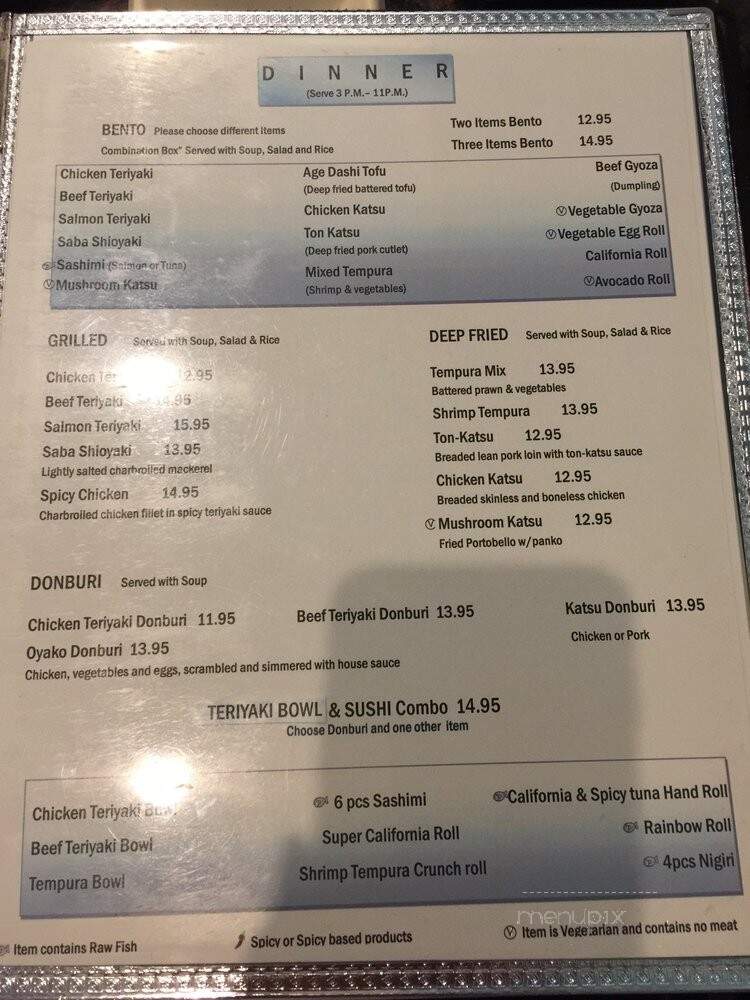 DINNER
(Serve 3 P.M.– 11P.M.)
BENTO Please choose different items
Combination Box" Served with Soup, Salad and Rice
Two Items Bento 12.95
Three Items Bento 14.95
Chicken Teriyaki
Beef Teriyaki
Salmon Teriyaki
Saba Shioyaki
Sashimi (Salmon or Tuna)
Ⓥ Mushroom Katsu
Age Dashi Tofu
(Deep fried battered tofu)
Chicken Katsu
Ton Katsu
(Deep fried pork cutlet)
Mixed Tempura
(Shrimp & vegetables)
Beef Gyoza
(Dumpling)
Ⓥ Vegetable Gyoza
Ⓥ Vegetable Egg Roll
California Roll
Ⓥ Avocado Roll
GRILLED Served with Soup, Salad & Rice
Chicken 2.95
Beef Teriyaki 4.95
Salmon Teriyaki 15.95
Saba Shioyaki 13.95
Lightly salted charbroiled mackerel
Spicy Chicken 14.95
Charbroiled chicken fillet in spicy teriyaki sauce
DEEP FRIED Served with Soup, Salad & Rice
Tempura Mix 13.95
Battered prawn & vegetables
Shrimp Tempura 13.95
Ton-Katsu 12.95
Breaded lean pork loin with ton-katsu sauce
Chicken Katsu 12.95
Breaded skinless and boneless chicken
Ⓥ Mushroom Katsu 12.95
Fried Portobello w/panko
DONBURI Served with Soup
Chicken Teriyaki Donburi 11.95
Beef Teriyaki Donburi 13.95
Katsu Donburi 13.95
Chicken or Pork
Oyako Donburi 13.95
Chicken, vegetables and eggs, scrambled and simmered with house sauce
TERIYAKI BOWL & SUSHI Combo 14.95
Choose Donburi and one other item
Chicken Teriyaki Bowl
Beef Teriyaki Bowl
Tempura Bowl
6 pcs Sashimi
Super California Roll
Shrimp Tempura Crunch roll
California & Spicy tuna Hand Roll
Rainbow Roll
4pcs Nigiri
menupix
Item contains Raw Fish
Spicy or Spicy based products
Ⓥ Item is Vegetarian and contains no meat